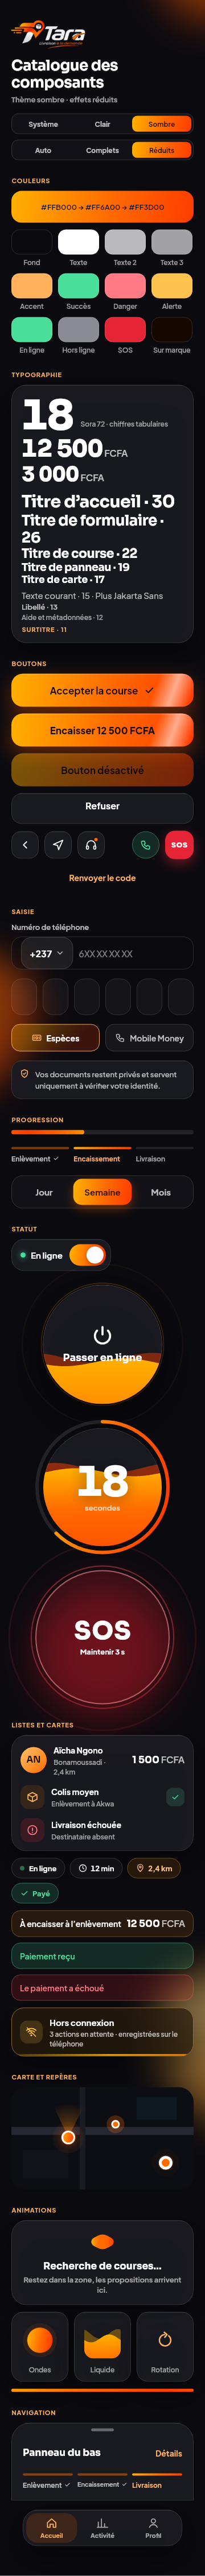 Tara
Catalogue des
composants
Thème sombre · effets réduits
Système Clair Sombre
Auto Complets Réduits
COULEURS
#FFB000 → #FF6A00 → #FF3D00
Fond Texte Texte 2 Texte 3
Accent Succès Danger Alerte
En ligne Hors ligne SOS Sur marque
TYPOGRAPHIE
18 Sora 72 · chiffres tabulaires
12 500 FCFA
3 000 FCFA
Titre d’accueil · 30
Titre de formulaire ·
26
Titre de course · 22
Titre de panneau · 19
Titre de carte · 17
Texte courant · 15 · Plus Jakarta Sans
Libellé · 13
Aide et métadonnées · 12
SURTITRE · 11
BOUTONS
Accepter la course
Encaisser 12 500 FCFA
Bouton désactivé
Refuser
SOS
Renvoyer le code
SAISIE
Numéro de téléphone
+237 6XX XX XX XX
Espèces Mobile Money
Vos documents restent privés et servent
uniquement à vérifier votre identité.
PROGRESSION
Enlèvement Encaissement Livraison
Jour Semaine Mois
STATUT
En ligne
Passer en ligne
18
secondes
SOS
Maintenir 3 s
LISTES ET CARTES
AN Aïcha Ngono
Bonamoussadi ·
2,4 km
1 500 FCFA
Colis moyen
Enlèvement à Akwa
Livraison échouée
Destinataire absent
En ligne 12 min 2,4 km
Payé
À encaisser à l’enlèvement 12 500 FCFA
Paiement reçu
Le paiement a échoué
Hors connexion
3 actions en attente · enregistrées sur le
téléphone
CARTE ET REPÈRES
ANIMATIONS
Recherche de courses…
Restez dans la zone, les propositions arrivent
ici.
Ondes Liquide Rotation
NAVIGATION
Panneau du bas Détails
Enlèvement Encaissement Livraison
Accueil Activité Profil